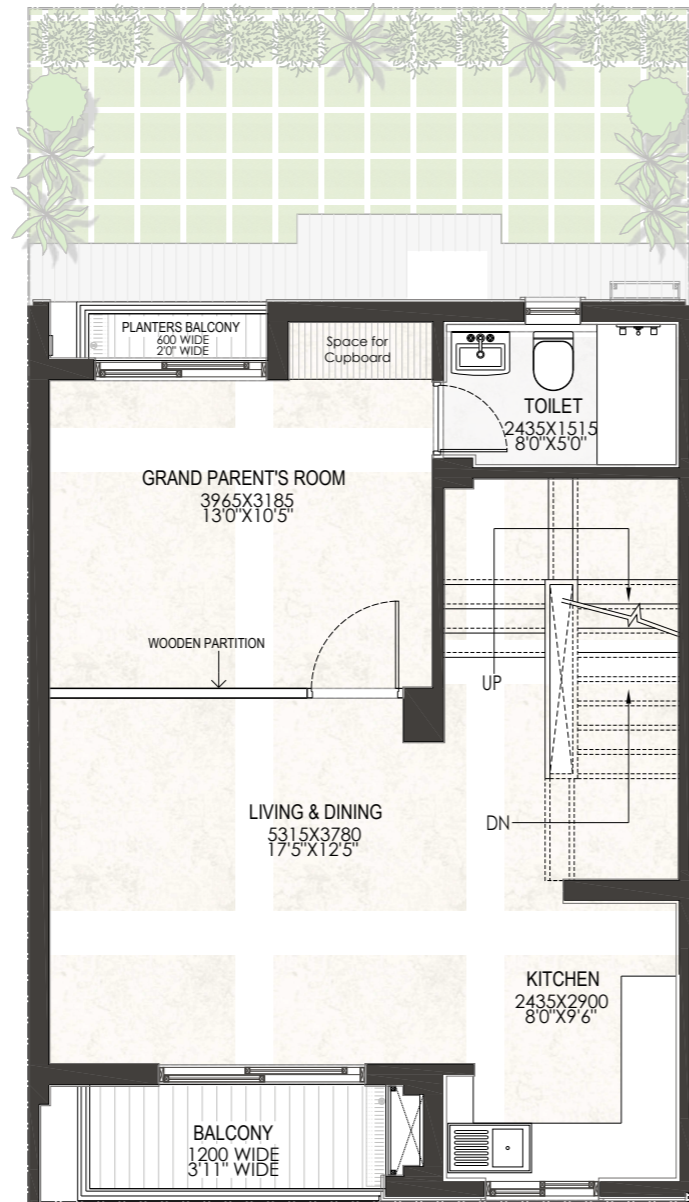 PLANTERS BALCONY
600 WIDE
2'0" WIDE
Space for
Cupboard
TOILET
2435X1515
8'0"X5'0"
GRAND PARENT'S ROOM
3965X3185
13'0"X10'5"
WOODEN PARTITION
UP
LIVING & DINING
5315X3780
17'5"X12'5"
DN
KITCHEN
2435X2900
8'0"X9'6"
BALCONY
1200 WIDE
3'11" WIDE